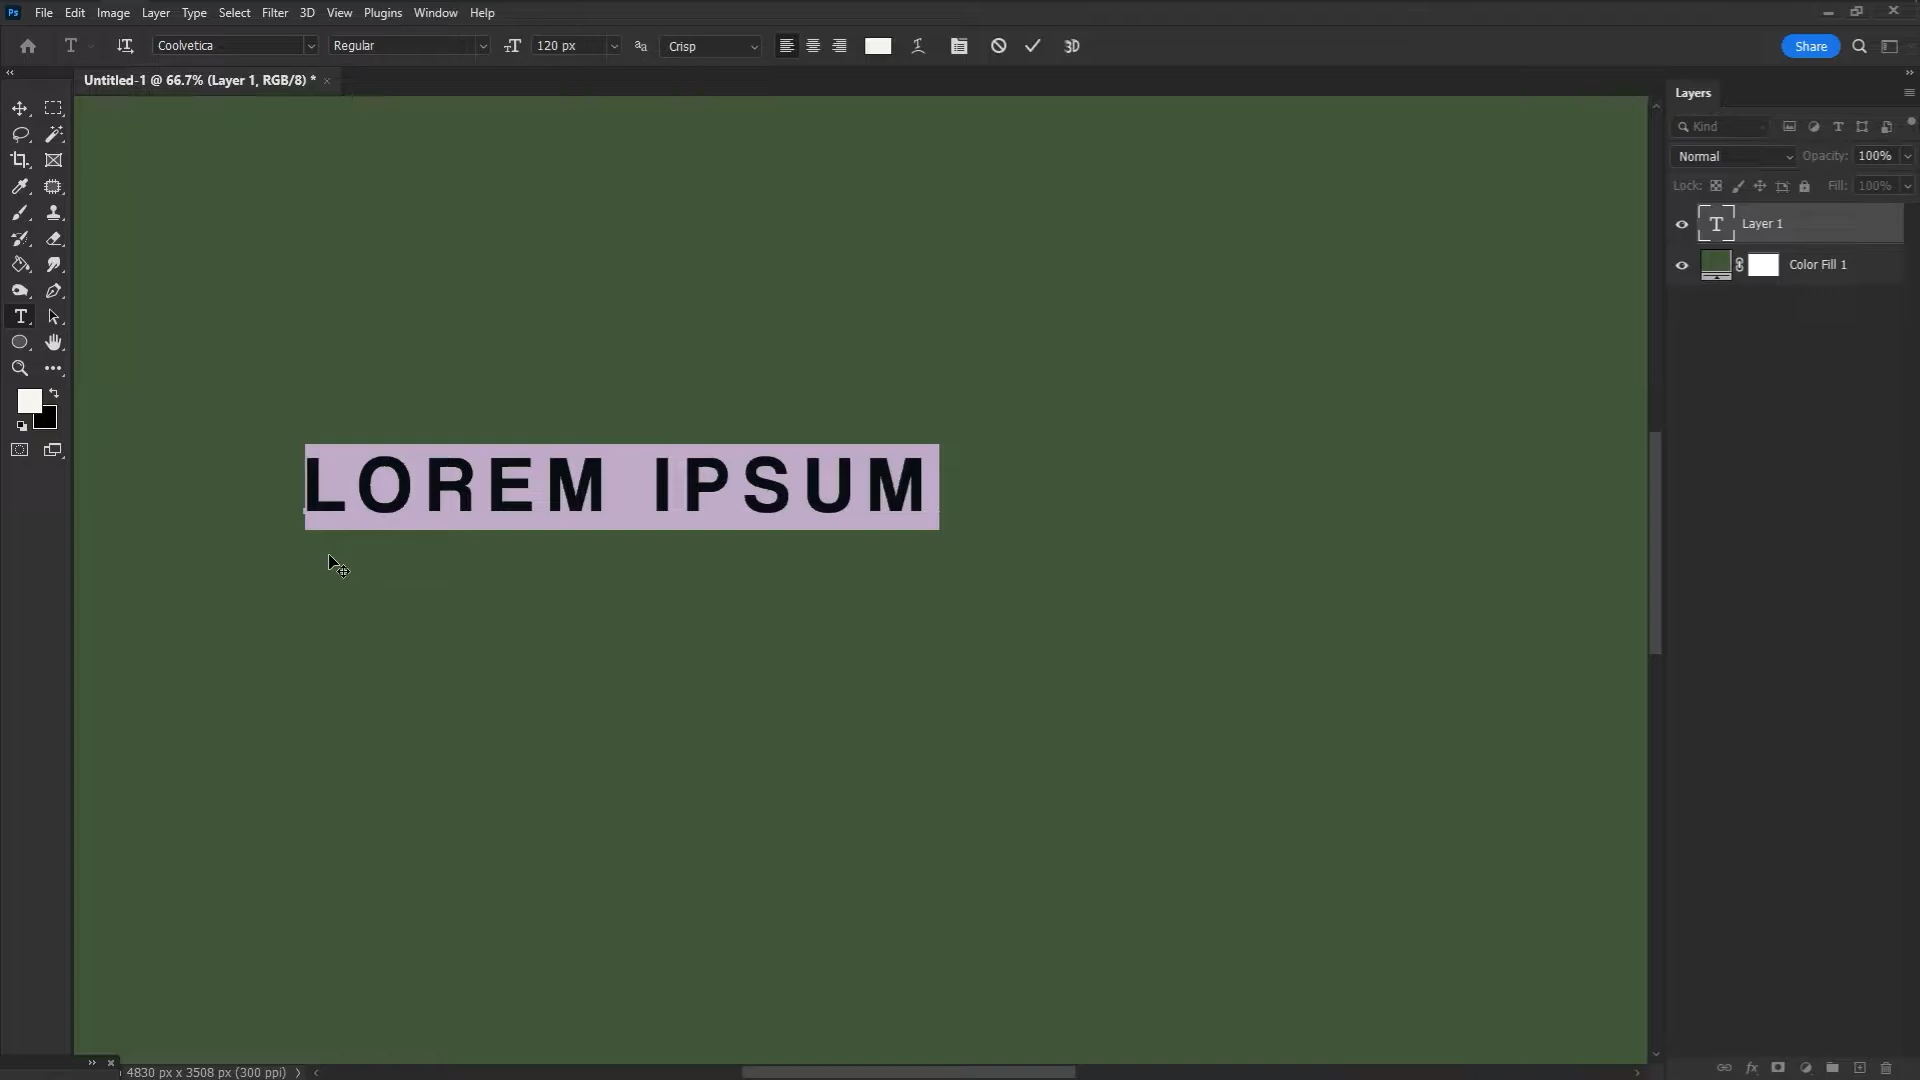 Ps File Edit Image Layer Type Select Filter 3D View Plugins Window Help
Coolvetica Regular 120 px Crisp 3D Share
Untitled-1 @ 66.7% (Layer 1, RGB/8) * ×
Layers
Kind
Normal Opacity: 100%
Lock: Fill: 100%
T Layer 1
Color Fill 1
LOREM IPSUM
4830 px x 3508 px (300 ppi)